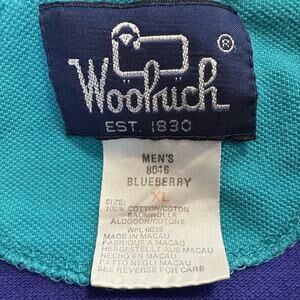 Woolrich
®
EST. 1830
MEN'S
8046
BLUEBERRY
XL
SIZE:
100% COTTON/COTON
BAUMWOLLE
ALGODON/COTONE
WPL 6635
MADE IN MACAU
FABRIQUE A MACAU
HERGESTELLT AUS MACAU
HECHO EN MACAU
FATTO NEGLI MACAU
SEE REVERSE FOR CARE